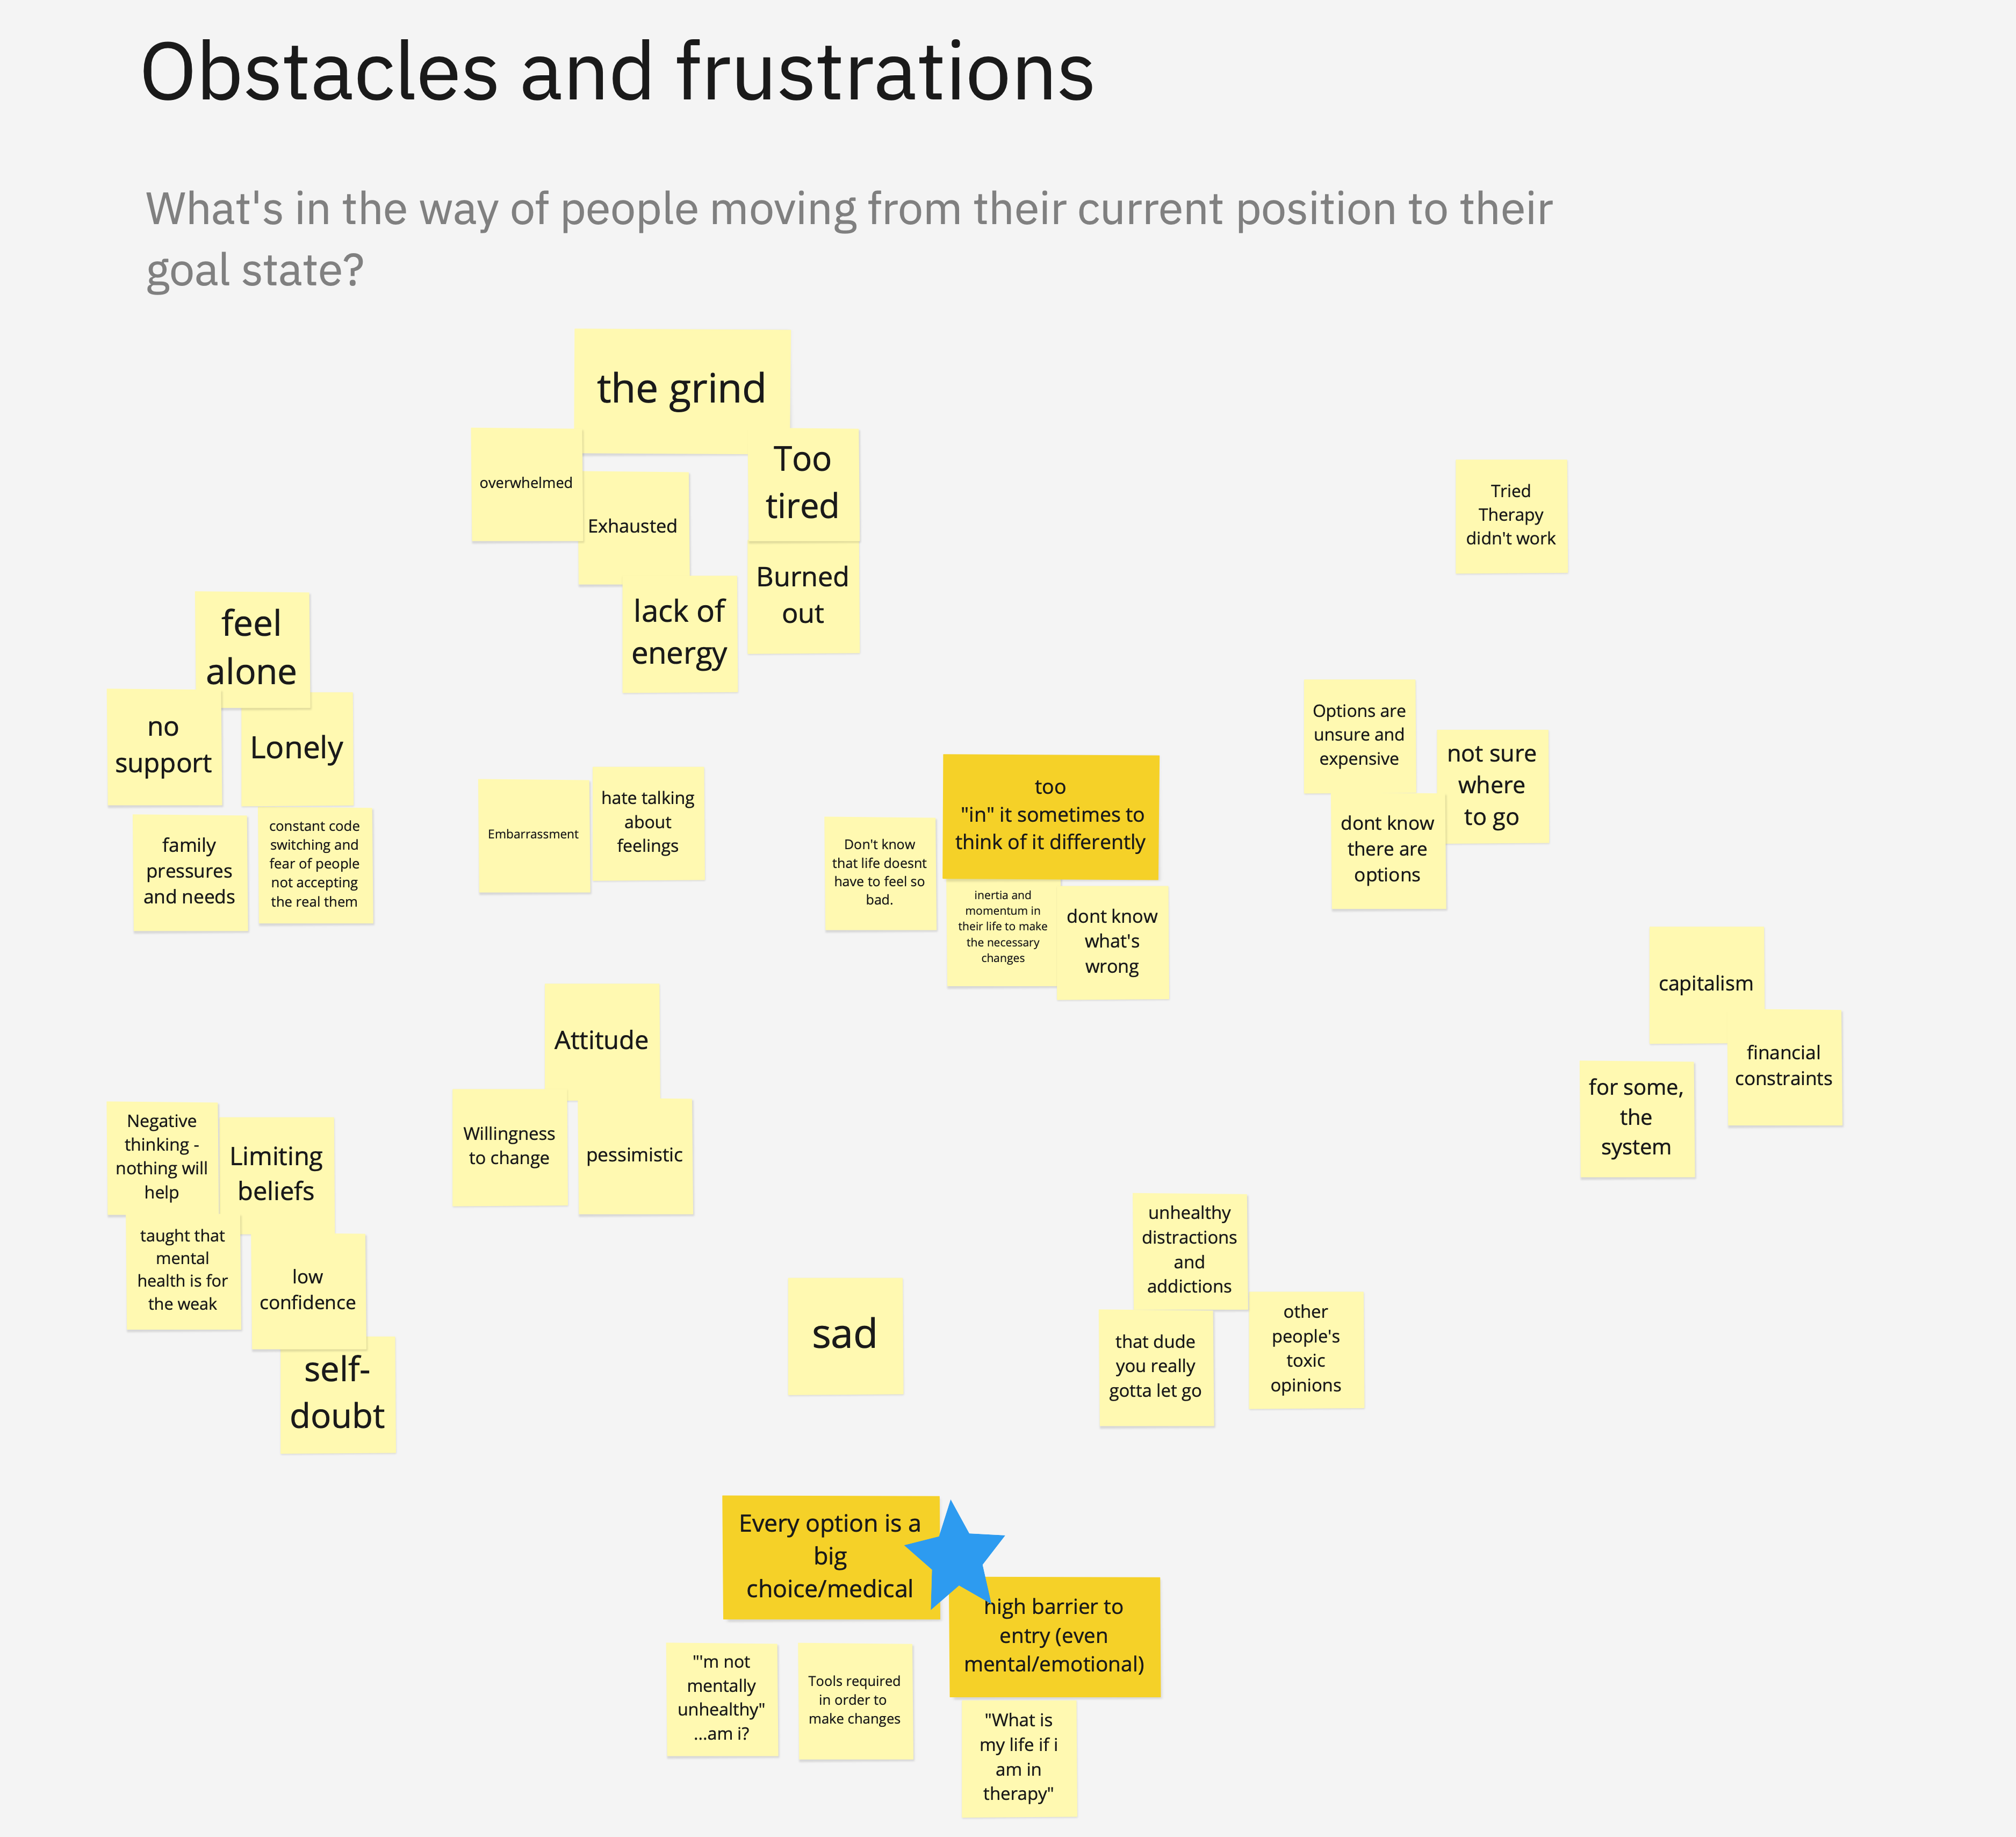 Obstacles and frustrations
What's in the way of people moving from their current position to their
goal state?
the grind
overwhelmed
Exhausted
Too
tired
lack of
energy
Burned
out
Tried
Therapy
didn't work
feel
alone
no
support
Lonely
family
pressures
and needs
constant code
switching and
fear of people
not accepting
the real them
Embarrassment
hate talking
about
feelings
Don't know
that life doesnt
have to feel so
bad.
too
"in" it sometimes to
think of it differently
inertia and
momentum in
their life to make
the necessary
changes
dont know
what's
wrong
Options are
unsure and
expensive
not sure
where
to go
dont know
there are
options
capitalism
financial
constraints
for some,
the
system
Attitude
Willingness
to change
pessimistic
Negative
thinking -
nothing will
help
Limiting
beliefs
taught that
mental
health is for
the weak
low
confidence
self-
doubt
sad
unhealthy
distractions
and
addictions
that dude
you really
gotta let go
other
people's
toxic
opinions
Every option is a
big
choice/medical
high barrier to
entry (even
mental/emotional)
"'m not
mentally
unhealthy"
...am i?
Tools required
in order to
make changes
"What is
my life if i
am in
therapy"